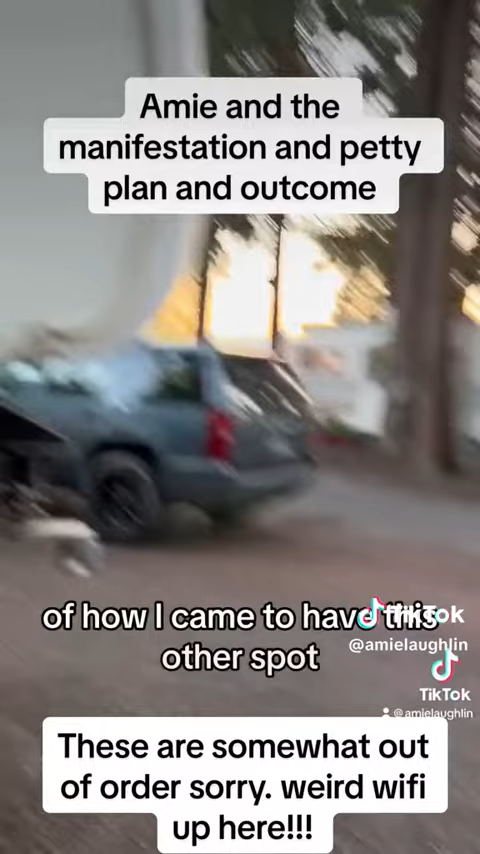 Amie and the
manifestation and petty
plan and outcome
of how I came to have this
other spot
TikTok
@amielaughlin
TikTok
@amielaughlin
These are somewhat out
of order sorry. weird wifi
up here!!!